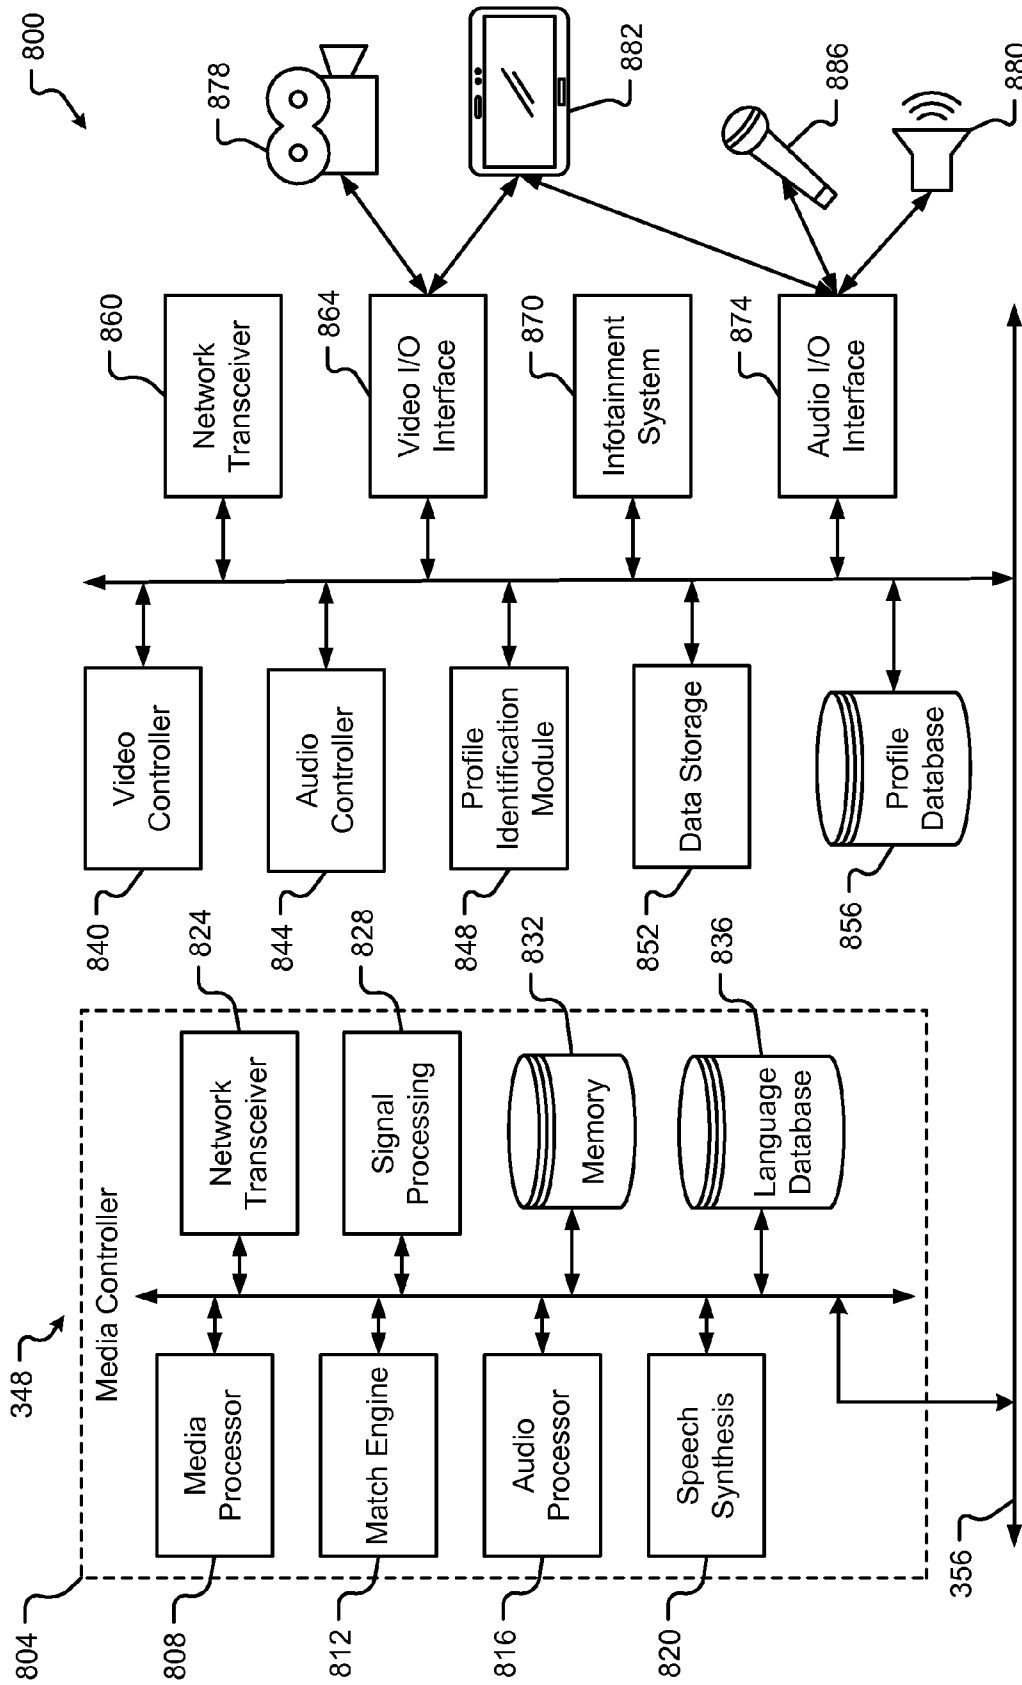 800
348
Media Controller
804
808
Media
Processor
812
Match Engine
816
Audio
Processor
820
Speech
Synthesis
824
Network
Transceiver
828
Signal
Processing
832
Memory
836
Language
Database
840
Video
Controller
844
Audio
Controller
848
Profile
Identification
Module
852
Data Storage
856
Profile
Database
860
Network
Transceiver
864
Video I/O
Interface
870
Infotainment
System
874
Audio I/O
Interface
878
882
886
880
356